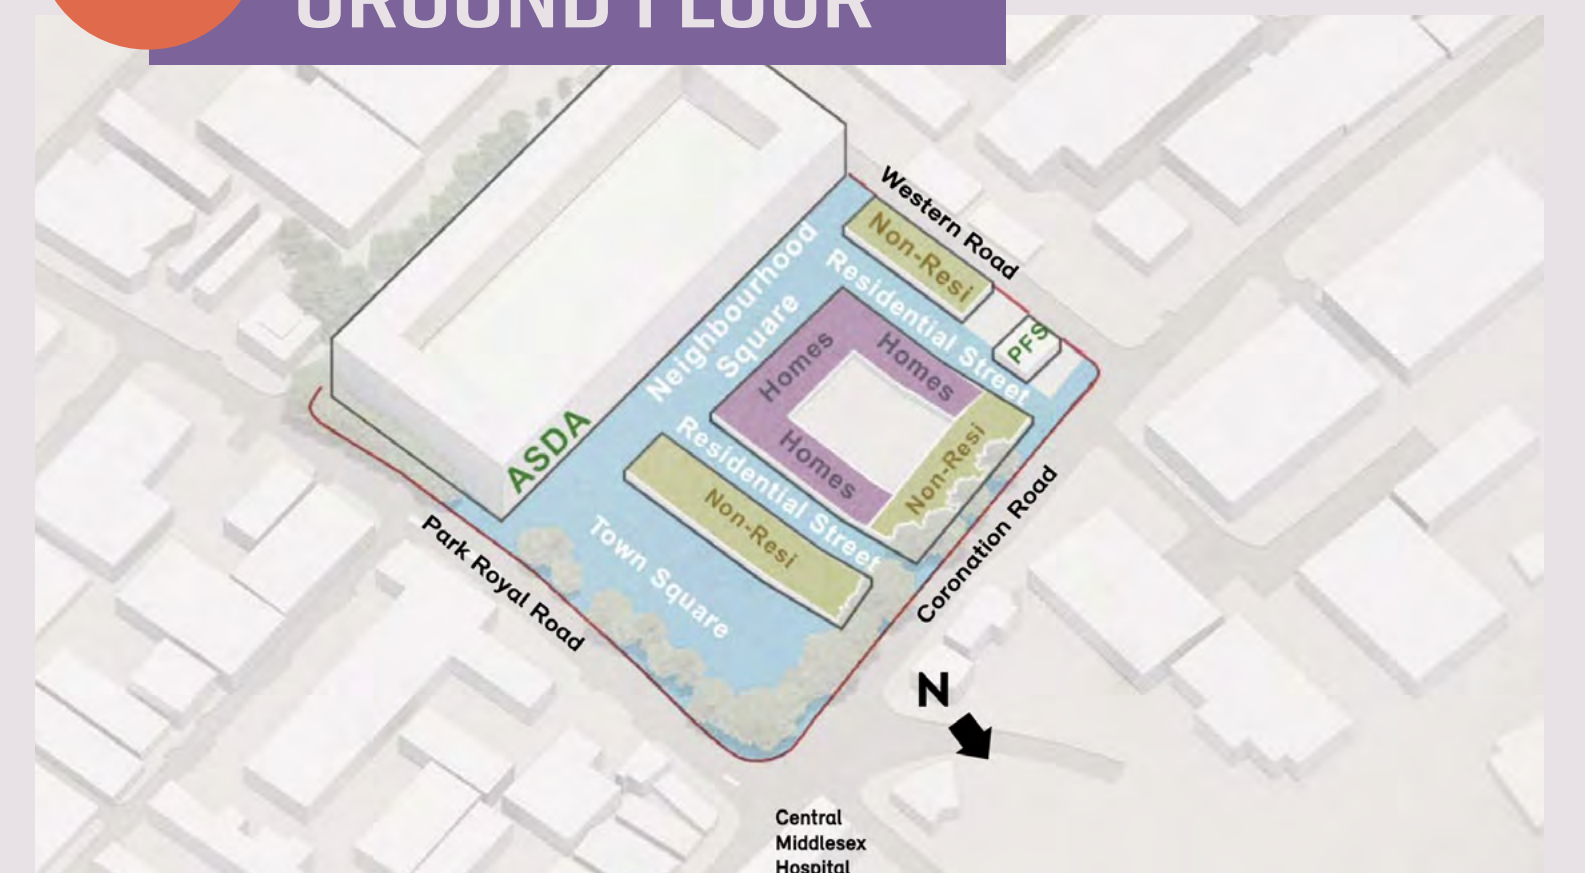 GROUND FLOOR
Western Road
Non-Resi
Neighbourhood
Square
Residential Street
PFS
Homes
Homes
Homes
Non-Resi
ASDA
Residential Street
Non-Resi
Town Square
Park Royal Road
Coronation Road
N
Central
Middlesex
Hospital